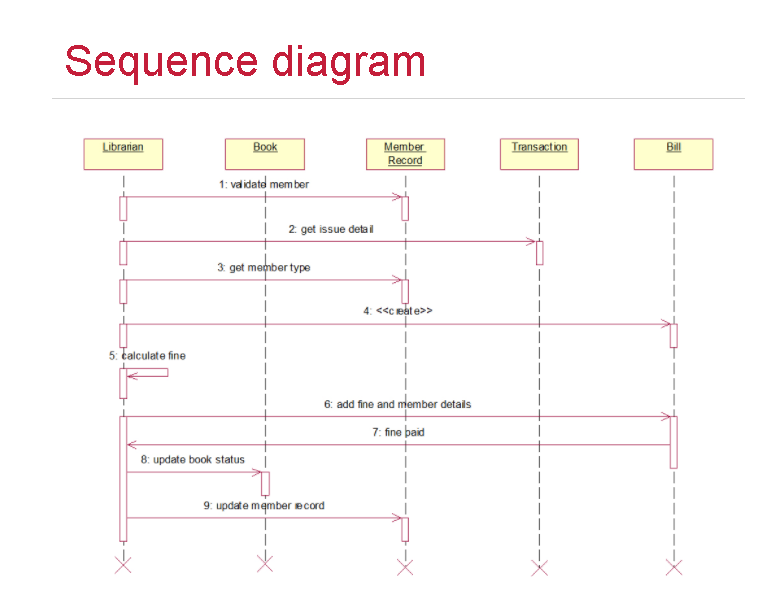 Sequence diagram
Librarian
Book
Member
Record
Transaction
Bill
1: validate member
2: get issue detail
3: get member type
4: <<create>>
5: calculate fine
6: add fine and member details
7: fine paid
8: update book status
9: update member record